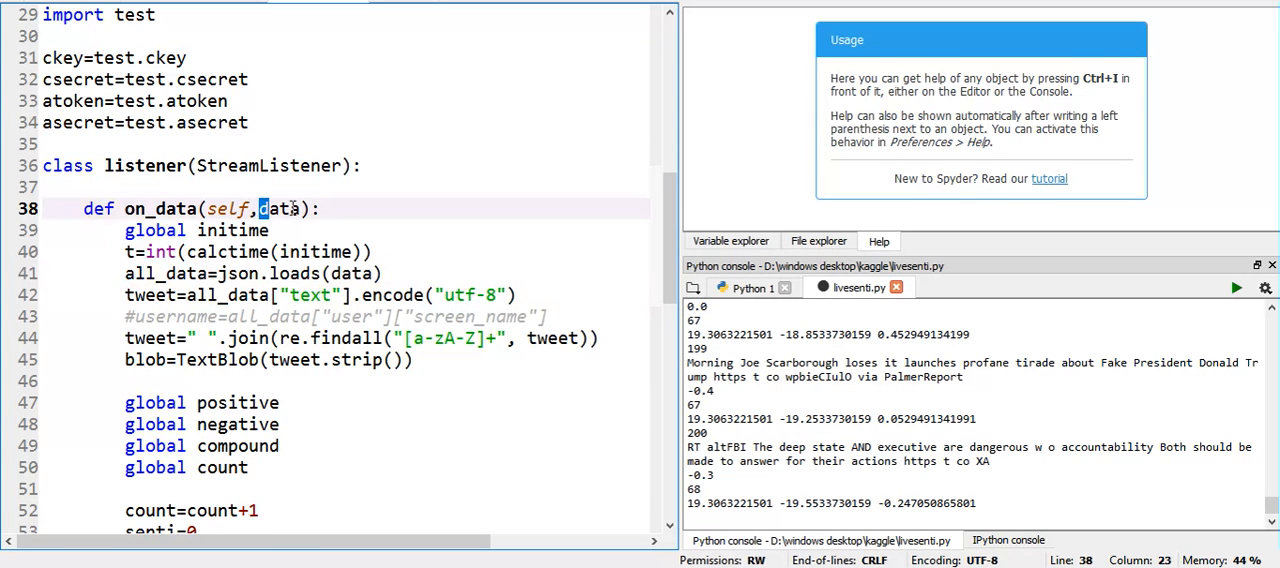 29 import test
30
31 ckey=test.ckey
32 csecret=test.csecret
33 atoken=test.atoken
34 asecret=test.asecret
35
36 class listener(StreamListener):
37
38 def on_data(self,data):
39 global initime
40 t=int(calctime(initime))
41 all_data=json.loads(data)
42 tweet=all_data["text"].encode("utf-8")
43 #username=all_data["user"]["screen_name"]
44 tweet=" ".join(re.findall("[a-zA-Z]+", tweet))
45 blob=TextBlob(tweet.strip())
46
47 global positive
48 global negative
49 global compound
50 global count
51
52 count=count+1
53 senti=0
Usage
Here you can get help of any object by pressing Ctrl+I in
front of it, either on the Editor or the Console.
Help can also be shown automatically after writing a left
parenthesis next to an object. You can activate this
behavior in Preferences > Help.
New to Spyder? Read our tutorial
Variable explorer File explorer Help
Python console - D:\windows desktop\kaggle\livesenti.py
Python 1 livesenti.py
0.0
67
19.3063221501 -18.8533730159 0.452949134199
199
Morning Joe Scarborough loses it launches profane tirade about Fake President Donald Tr
ump https t co wpbieCIulO via PalmerReport
-0.4
67
19.3063221501 -19.2533730159 0.0529491341991
200
RT altFBI The deep state AND executive are dangerous w o accountability Both should be
made to answer for their actions https t co XA
-0.3
68
19.3063221501 -19.5533730159 -0.247050865801
Python console - D:\windows desktop\kaggle\livesenti.py IPython console
Permissions: RW End-of-lines: CRLF Encoding: UTF-8 Line: 38 Column: 23 Memory: 44 %